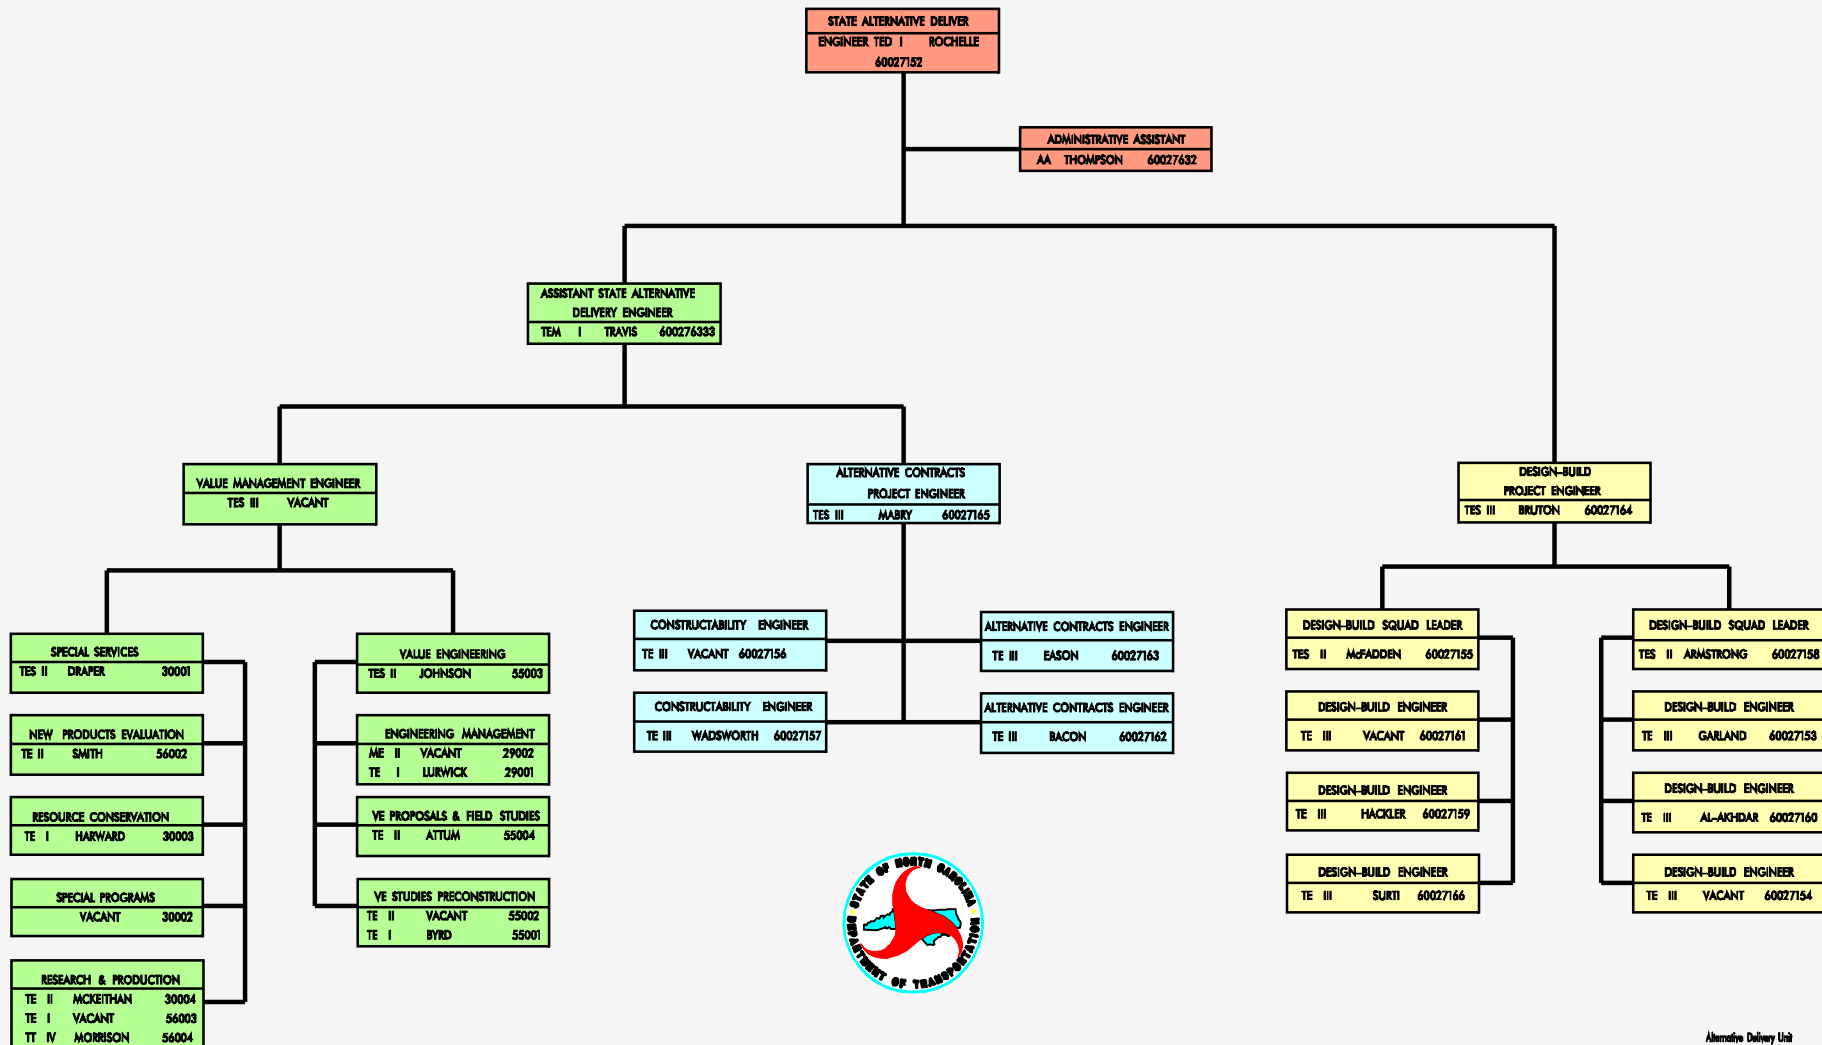 STATE ALTERNATIVE DELIVER
ENGINEER TED I ROCHELLE
60027152
ADMINISTRATIVE ASSISTANT
AA THOMPSON 60027632
ASSISTANT STATE ALTERNATIVE
DELIVERY ENGINEER
TEM I TRAVIS 600276333
VALUE MANAGEMENT ENGINEER
TES III VACANT
ALTERNATIVE CONTRACTS
PROJECT ENGINEER
TES III MABRY 60027165
DESIGN-BUILD
PROJECT ENGINEER
TES III BRUTON 60027164
SPECIAL SERVICES
TES II DRAPER 30001
NEW PRODUCTS EVALUATION
TE II SMITH 56002
RESOURCE CONSERVATION
TE I HARWARD 30003
SPECIAL PROGRAMS
VACANT 30002
RESEARCH & PRODUCTION
TE II MCKEITHAN 30004
TE I VACANT 56003
TT IV MORRISON 56004
VALUE ENGINEERING
TES II JOHNSON 55003
ENGINEERING MANAGEMENT
ME II VACANT 29002
TE I LURWICK 29001
VE PROPOSALS & FIELD STUDIES
TE II ATTUM 55004
VE STUDIES PRECONSTRUCTION
TE II VACANT 55002
TE I BYRD 55001
CONSTRUCTABILITY ENGINEER
TE III VACANT 60027156
CONSTRUCTABILITY ENGINEER
TE III WADSWORTH 60027157
ALTERNATIVE CONTRACTS ENGINEER
TE III EASON 60027163
ALTERNATIVE CONTRACTS ENGINEER
TE III BACON 60027162
DESIGN-BUILD SQUAD LEADER
TES II McFADDEN 60027155
DESIGN-BUILD ENGINEER
TE III VACANT 60027161
DESIGN-BUILD ENGINEER
TE III HACKLER 60027159
DESIGN-BUILD ENGINEER
TE III SURTI 60027166
DESIGN-BUILD SQUAD LEADER
TES II ARMSTRONG 60027158
DESIGN-BUILD ENGINEER
TE III GARLAND 60027153
DESIGN-BUILD ENGINEER
TE III AL-AKHDAR 60027160
DESIGN-BUILD ENGINEER
TE III VACANT 60027154
STATE OF NORTH CAROLINA
DEPARTMENT OF TRANSPORTATION
Alternative Delivery Unit